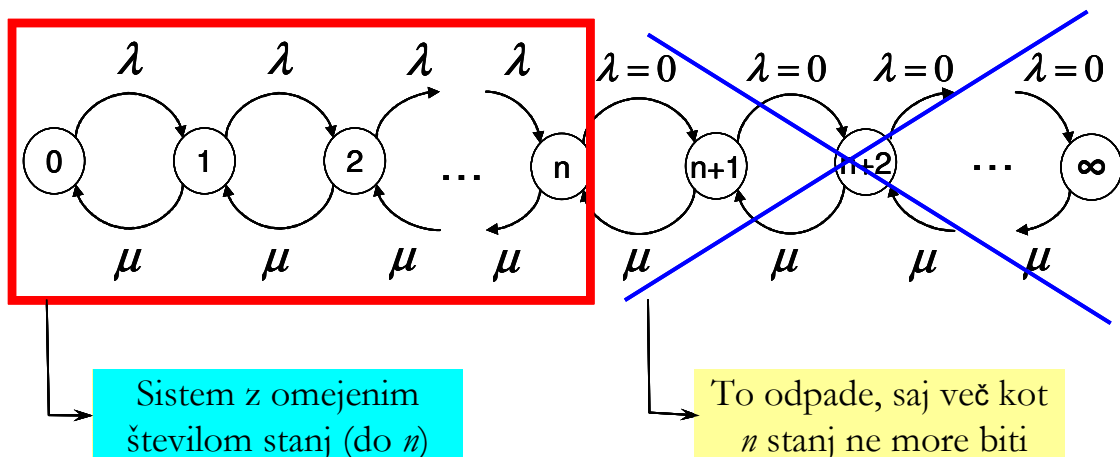 λ λ λ λ λ = 0 λ = 0 λ = 0 λ = 0
0 1 2 ... n n+1 n+2 ... ∞
μ μ μ μ μ μ μ μ
Sistem z omejenim
številom stanj (do n)
To odpade, saj več kot
n stanj ne more biti